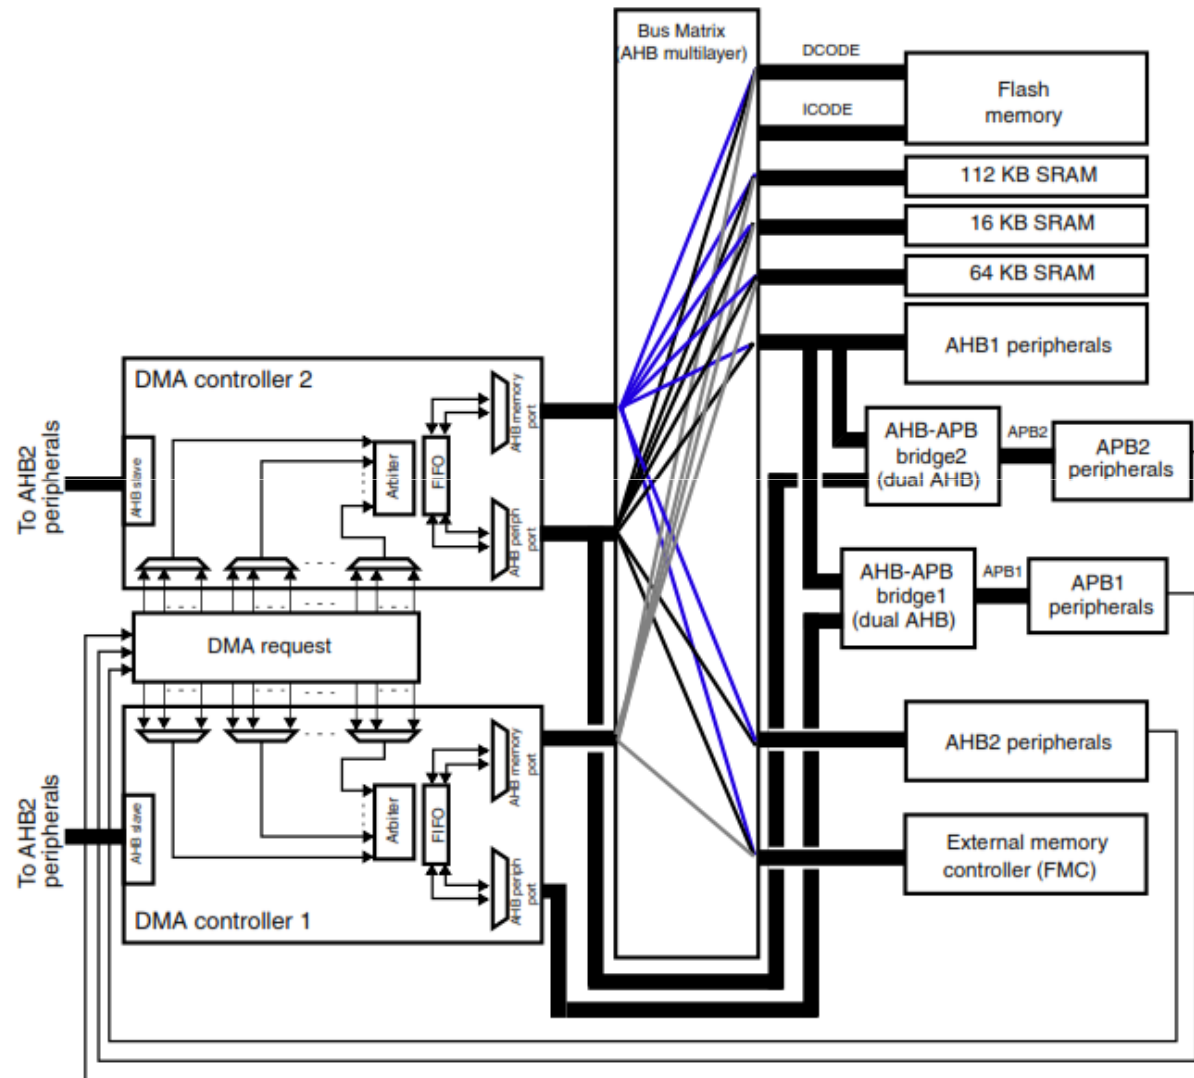 Bus Matrix
(AHB multilayer)
DCODE
ICODE
Flash
memory
112 KB SRAM
16 KB SRAM
64 KB SRAM
AHB1 peripherals
DMA controller 2
To AHB2
peripherals
AHB slave
Arbiter
FIFO
AHB memory
port
AHB periph
port
AHB-APB
bridge2
(dual AHB)
APB2
APB2
peripherals
AHB-APB
bridge1
(dual AHB)
APB1
APB1
peripherals
DMA request
To AHB2
peripherals
AHB slave
Arbiter
FIFO
AHB memory
port
AHB periph
port
DMA controller 1
AHB2 peripherals
External memory
controller (FMC)